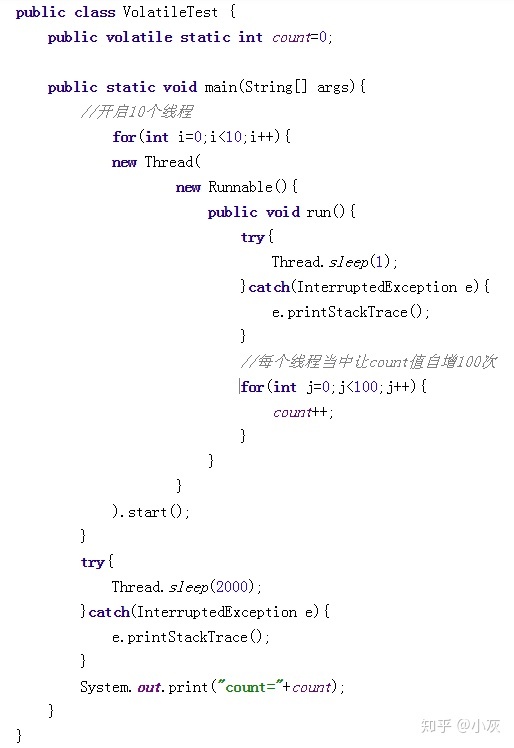 public class VolatileTest {
    public volatile static int count=0;

    public static void main(String[] args){
        //开启10个线程
            for(int i=0;i<10;i++){
            new Thread(
                    new Runnable(){
                        public void run(){
                            try{
                                Thread.sleep(1);
                            }catch(InterruptedException e){
                                e.printStackTrace();
                            }
                            //每个线程当中让count值自增100次
                            for(int j=0;j<100;j++){
                                count++;
                            }
                        }
                    }
            ).start();
        }
        try{
            Thread.sleep(2000);
        }catch(InterruptedException e){
            e.printStackTrace();
        }
        System.out.print("count="+count);
    }
}
知乎 @小灰